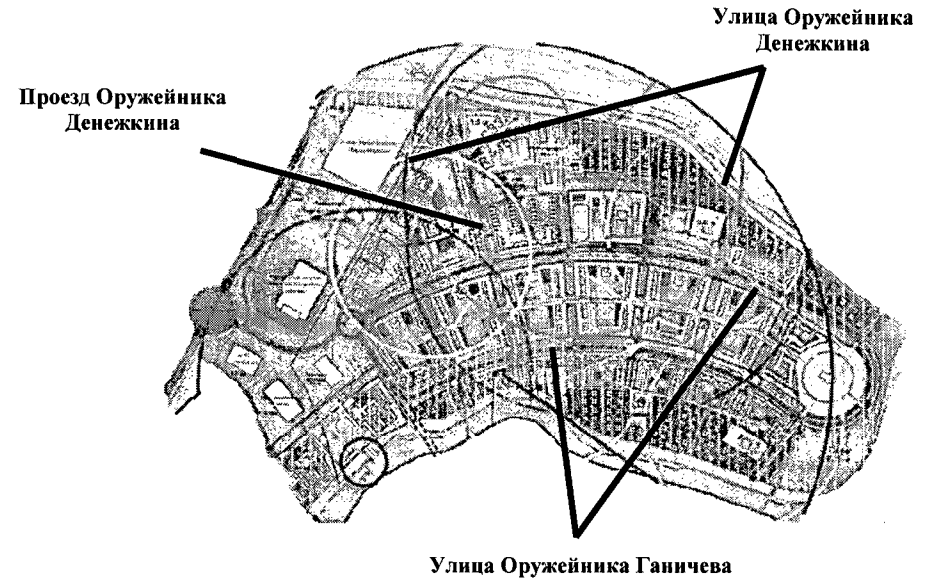 Улица Оружейника
Денежкина
Проезд Оружейника
Денежкина
Улица Оружейника Ганичева